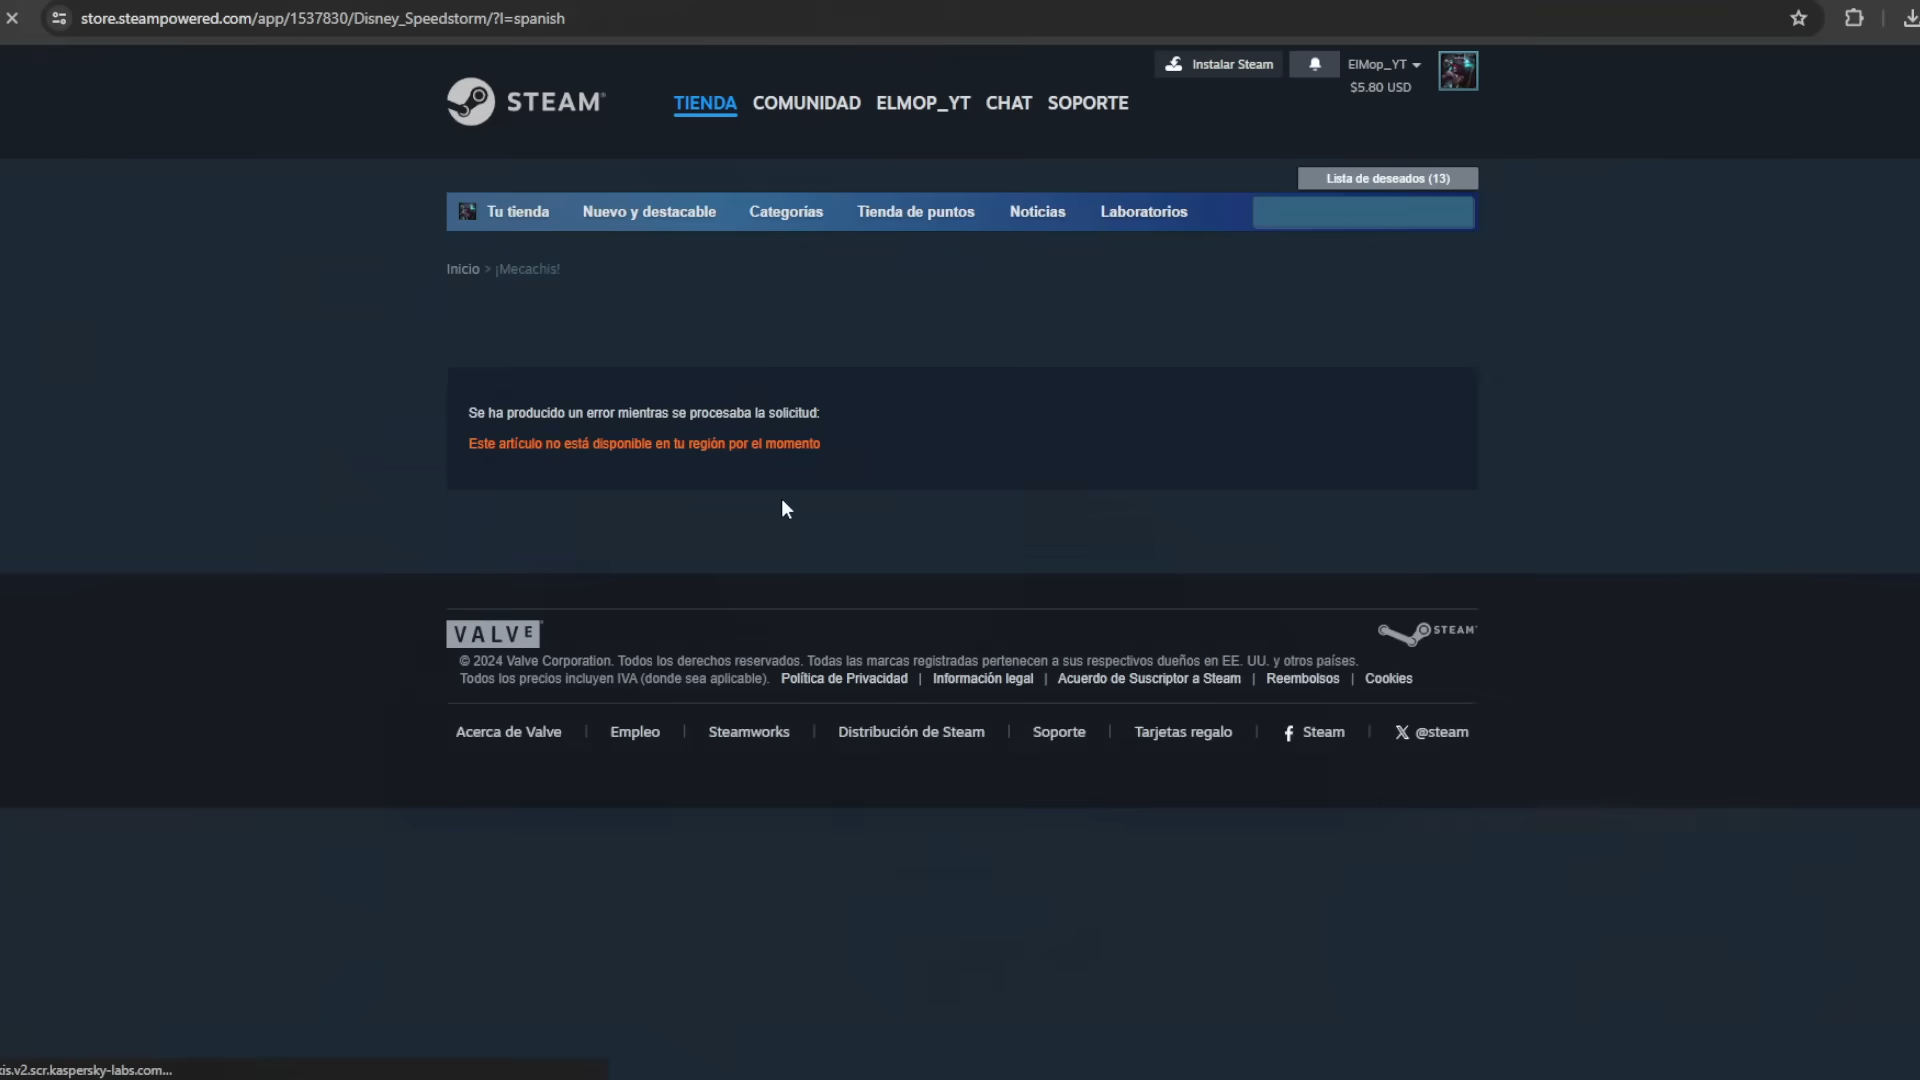 store.steampowered.com/app/1537830/Disney_Speedstorm/?l=spanish
Instalar Steam
ElMop_YT
$5.80 USD
STEAM
TIENDA COMUNIDAD ELMOP_YT CHAT SOPORTE
Lista de deseados (13)
Tu tienda Nuevo y destacable Categorías Tienda de puntos Noticias Laboratorios
Inicio > ¡Mecachis!
Se ha producido un error mientras se procesaba la solicitud:
Este artículo no está disponible en tu región por el momento
VALVE
STEAM
© 2024 Valve Corporation. Todos los derechos reservados. Todas las marcas registradas pertenecen a sus respectivos dueños en EE. UU. y otros países.
Todos los precios incluyen IVA (donde sea aplicable). Política de Privacidad | Información legal | Acuerdo de Suscriptor a Steam | Reembolsos | Cookies
Acerca de Valve | Empleo | Steamworks | Distribución de Steam | Soporte | Tarjetas regalo | Steam | @steam
is.v2.scr.kaspersky-labs.com...